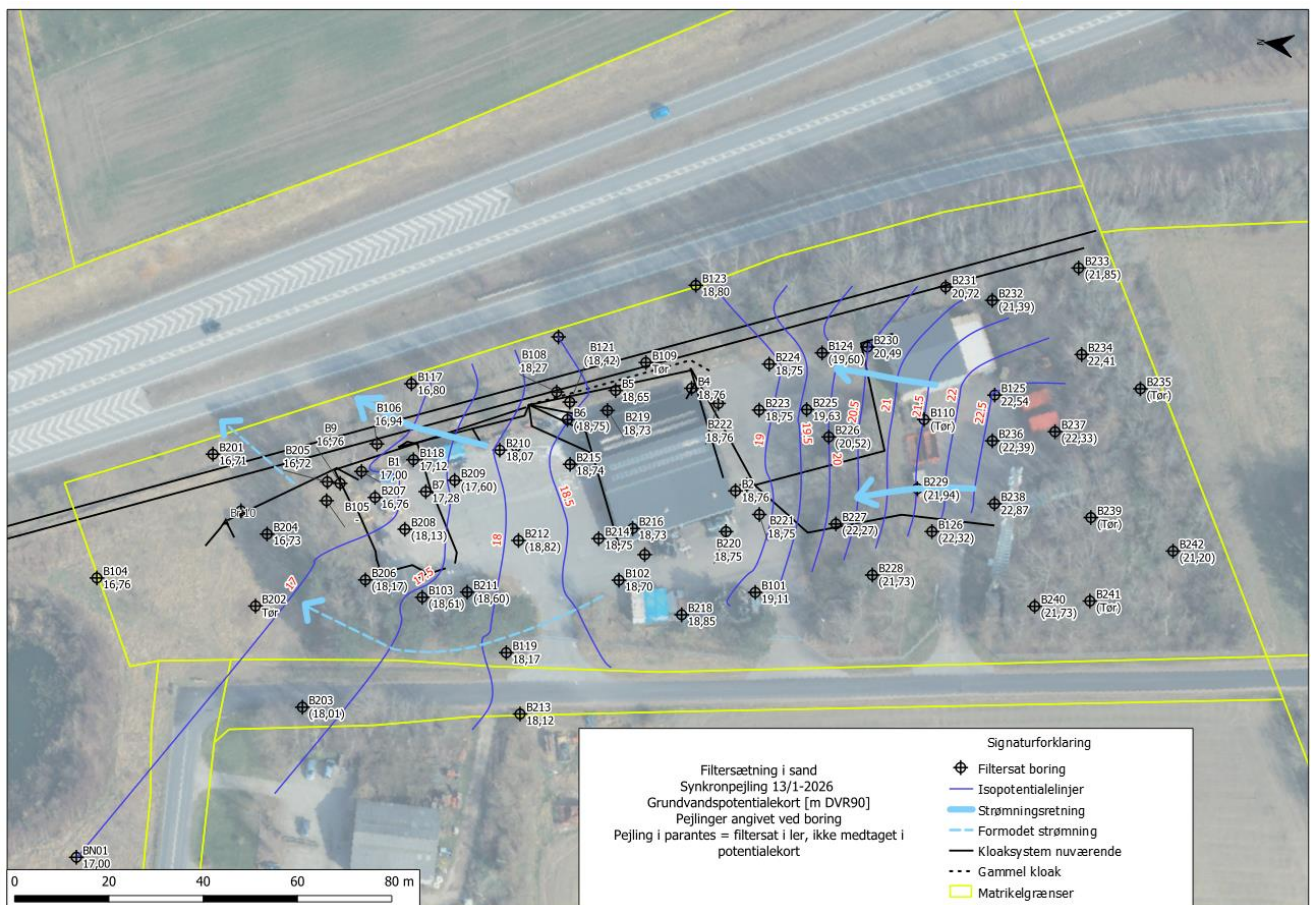 N
B123
18,80
B231
20,72
B232
(21,39)
B233
(21,85)
B108
18,27
B121
(18,42)
B109
Tør
B224
18,75
B124
(19,60)
B230
20,49
B234
22,41
B235
(Tør)
B117
16,80
B5
18,65
B4
18,76
B125
22,54
B106
16,94
B6
(18,75)
B219
18,73
B222
18,76
B223
18,75
B225
19,63
B226
(20,52)
B110
(Tør)
B236
(22,39)
B237
(22,33)
B9
16,76
B201
16,71
B205
16,72
B1
17,00
B118
17,12
B210
18,07
B215
18,74
B209
(17,60)
B7
17,28
B207
16,76
B105
-
B2
18,76
B229
(21,94)
B238
22,87
B239
(Tør)
B204
16,73
B208
(18,13)
B212
(18,82)
B214
18,75
B216
18,73
B220
18,75
B221
18,75
B227
(22,27)
B126
(22,32)
B242
(21,20)
B104
16,76
B202
Tør
B206
(18,17)
B103
(18,61)
B211
(18,60)
B102
18,70
B218
18,85
B101
19,11
B228
(21,73)
B240
(21,73)
B241
(Tør)
B119
18,17
B203
(18,01)
B213
18,12
BN01
17,00
17
17.5
18
18.5
19
19.5
20
20.5
21
21.5
22
22.5
Filtersætning i sand
Synkronpejling 13/1-2026
Grundvandspotentialekort [m DVR90]
Pejlinger angivet ved boring
Pejling i parantes = filtersat i ler, ikke medtaget i
potentialekort
Signaturforklaring
Filtersat boring
Isopotentialelinjer
Strømningsretning
Formodet strømning
Kloaksystem nuværende
Gammel kloak
Matrikelgrænser
0 20 40 60 80 m